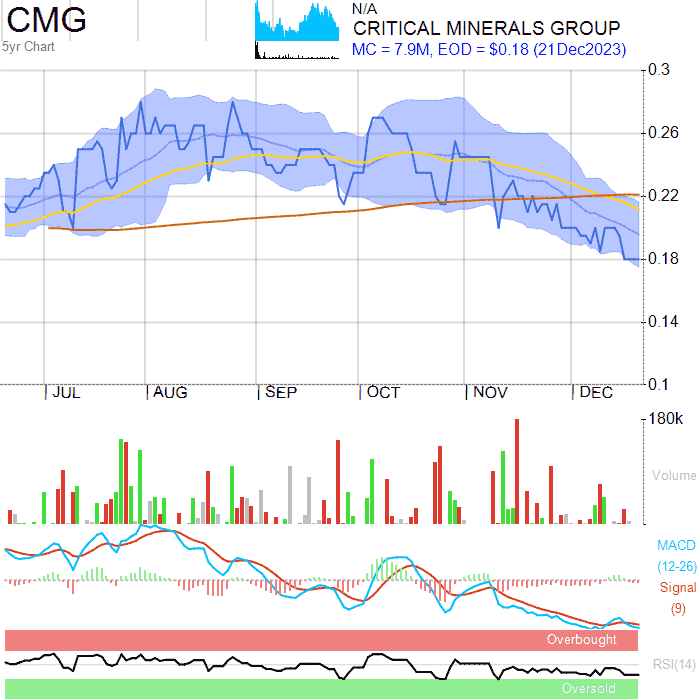 CMG
5yr Chart
N/A
CRITICAL MINERALS GROUP
MC = 7.9M, EOD = $0.18 (21Dec2023)
0.3
0.26
0.22
0.18
0.14
0.1
JUL AUG SEP OCT NOV DEC
180k
Volume
MACD
(12-26)
Signal
(9)
Overbought
RSI(14)
Oversold